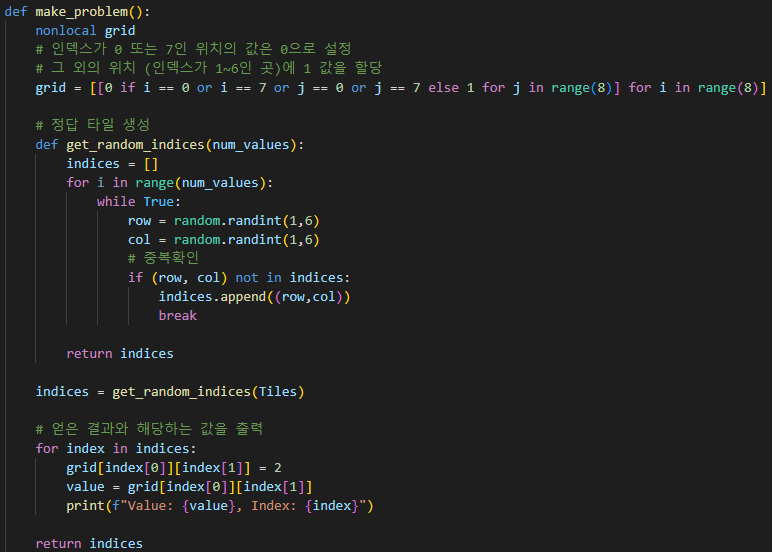 def make_problem():
    nonlocal grid
    # 인덱스가 0 또는 7인 위치의 값은 0으로 설정
    # 그 외의 위치 (인덱스가 1~6인 곳)에 1 값을 할당
    grid = [[0 if i == 0 or i == 7 or j == 0 or j == 7 else 1 for j in range(8)] for i in range(8)]

    # 정답 타일 생성
    def get_random_indices(num_values):
        indices = []
        for i in range(num_values):
            while True:
                row = random.randint(1,6)
                col = random.randint(1,6)
                # 중복확인
                if (row, col) not in indices:
                    indices.append((row,col))
                    break

        return indices

    indices = get_random_indices(Tiles)

    # 얻은 결과와 해당하는 값을 출력
    for index in indices:
        grid[index[0]][index[1]] = 2
        value = grid[index[0]][index[1]]
        print(f"Value: {value}, Index: {index}")

    return indices